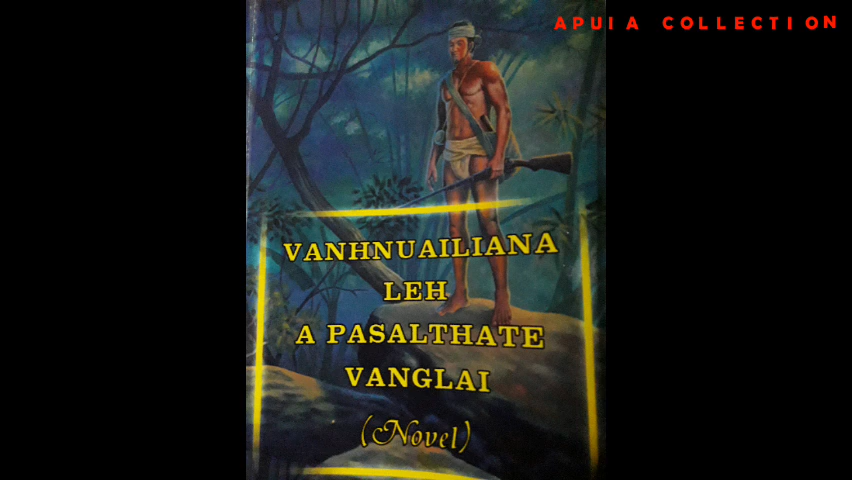 APUIA COLLECTION
VANHNUAILIANA
LEH
A PASALTHATE
VANGLAI
(Novel)